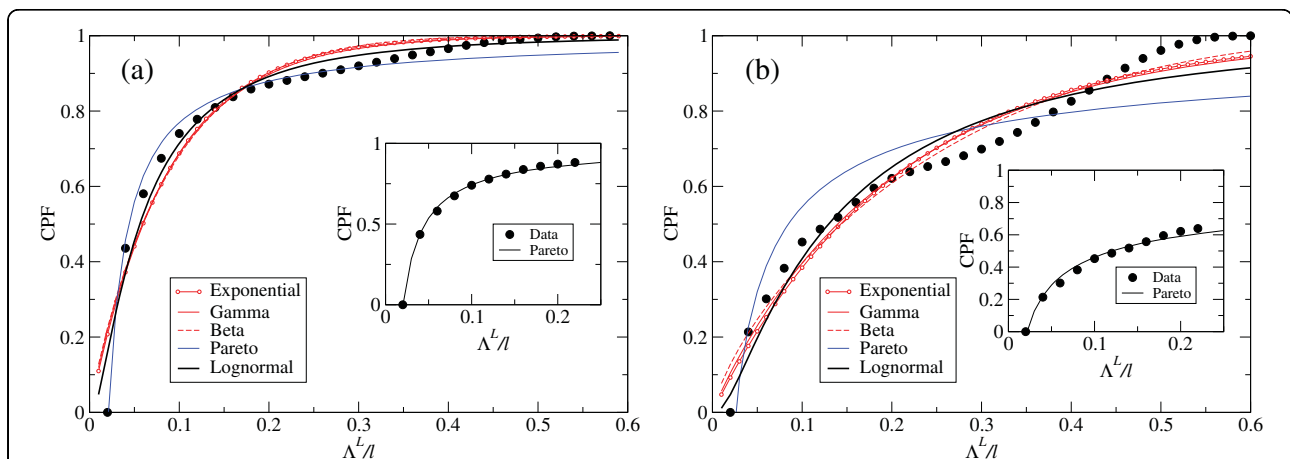 (a)
CPF
1
0.8
0.6
0.4
0.2
0
0 0.1 0.2 0.3 0.4 0.5 0.6
Λ^L/l
Exponential
Gamma
Beta
Pareto
Lognormal
CPF
1
0.5
0
0 0.1 0.2
Λ^L/l
Data
Pareto
(b)
CPF
1
0.8
0.6
0.4
0.2
0
0 0.1 0.2 0.3 0.4 0.5 0.6
Λ^L/l
Exponential
Gamma
Beta
Pareto
Lognormal
CPF
1
0.8
0.6
0.4
0.2
0
0 0.1 0.2
Λ^L/l
Data
Pareto